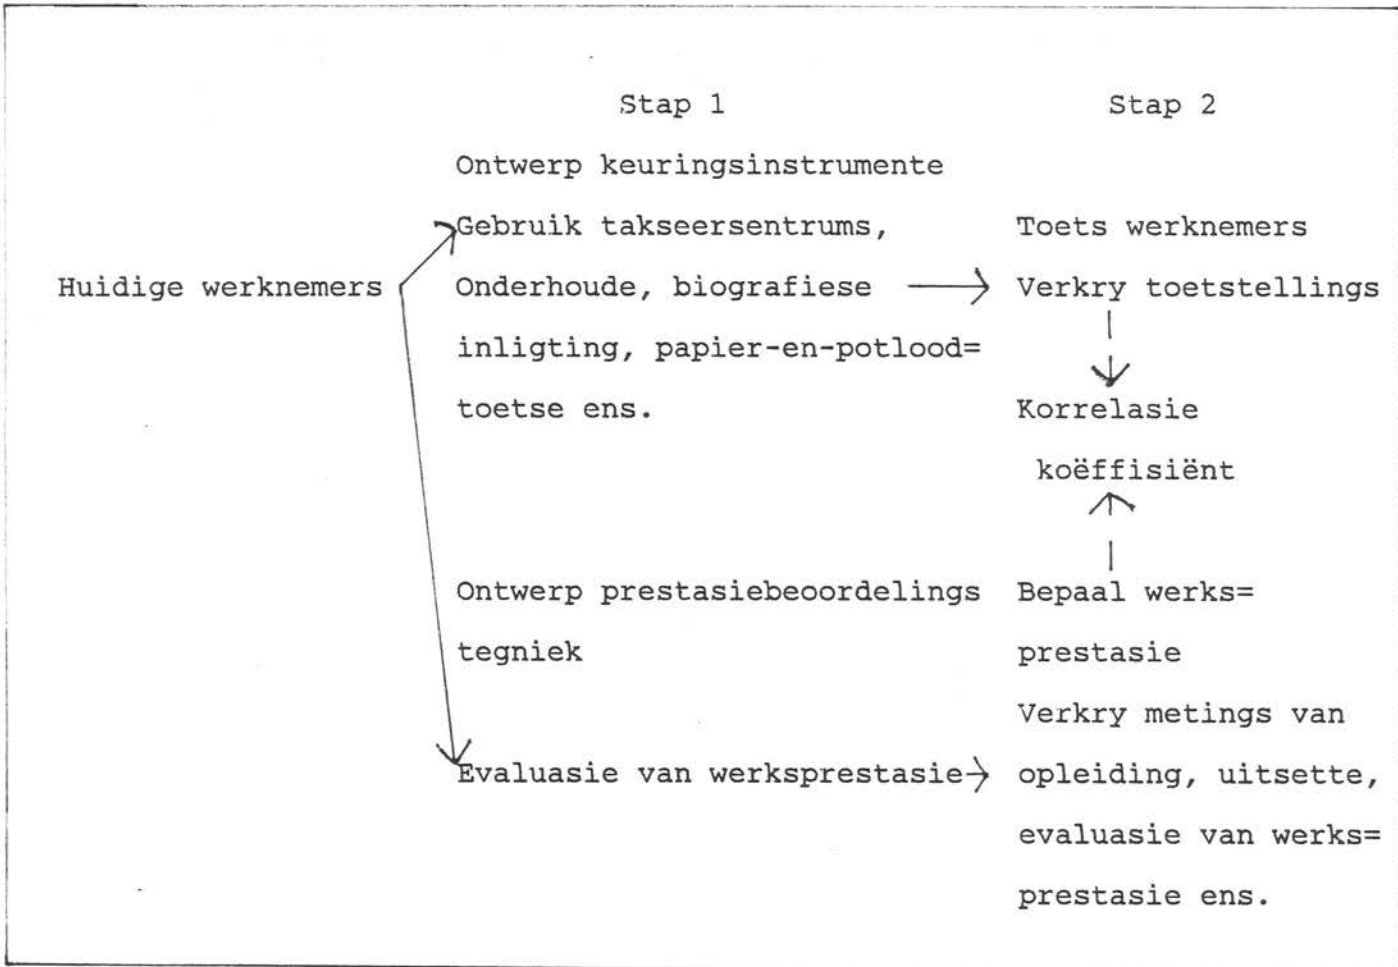 Stap 1
Stap 2
Ontwerp keuringsinstrumente
Gebruik takseersentrums,
Toets werknemers
Huidige werknemers
Onderhoude, biografiese
Verkry toetstellings
inligting, papier-en-potlood=
toetse ens.
Korrelasie
koëffisiënt
Ontwerp prestasiebeoordelings
Bepaal werks=
tegniek
prestasie
Verkry metings van
Evaluasie van werksprestasie
opleiding, uitsette,
evaluasie van werks=
prestasie ens.